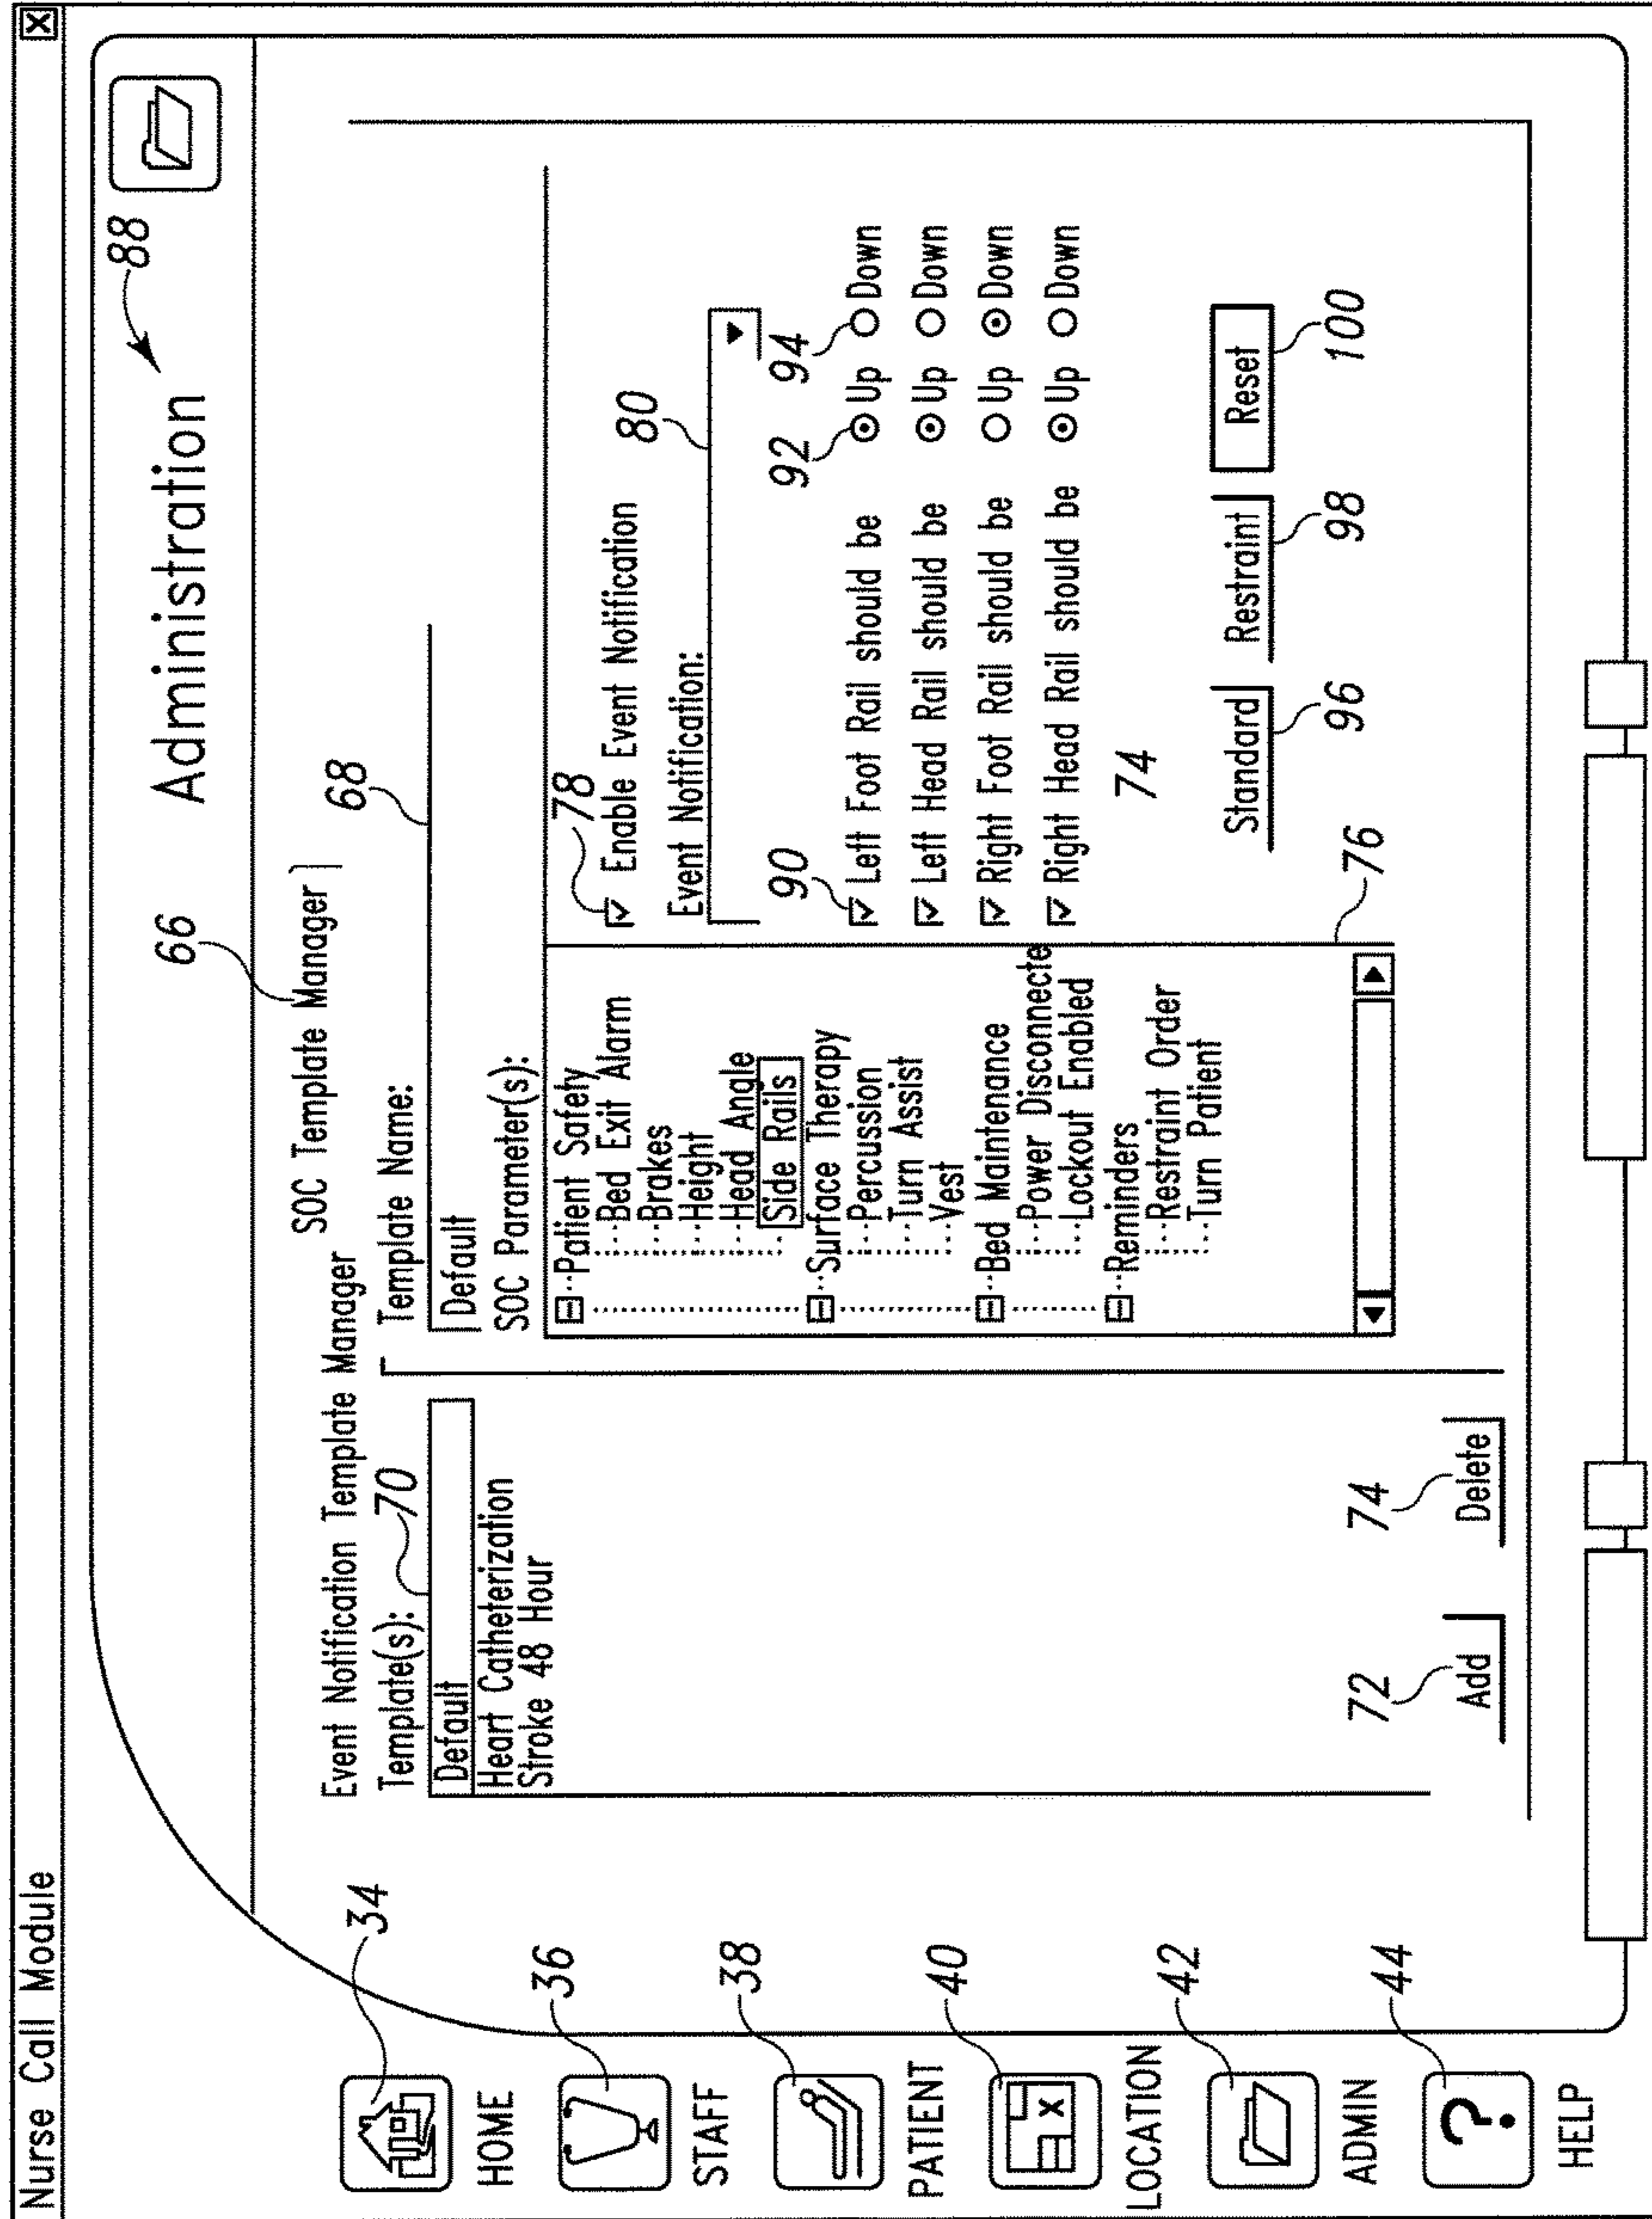 Nurse Call Module
X
Administration
88
66
SOC Template Manager
Event Notification Template Manager
Template(s):
70
Default
Heart Catheterization
Stroke 48 Hour
72
Add
74
Delete
Template Name:
68
Default
SOC Parameter(s):
Patient Safety
Bed Exit Alarm
Brakes
Height
Head Angle
Side Rails
Surface Therapy
Percussion
Turn Assist
Vest
Bed Maintenance
Power Disconnecte
Lockout Enabled
Reminders
Restraint Order
Turn Patient
76
78
Enable Event Notification
Event Notification:
80
90
92
94
Left Foot Rail should be Up Down
Left Head Rail should be Up Down
Right Foot Rail should be Up Down
Right Head Rail should be Up Down
74
Standard Restraint Reset
96 98 100
34
HOME
36
STAFF
38
PATIENT
40
X
LOCATION
42
ADMIN
44
?
HELP